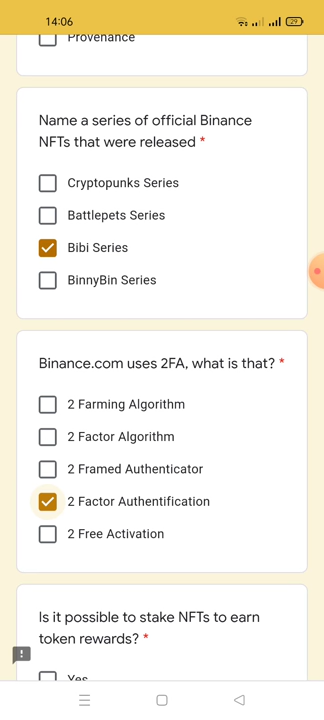 14:06
29
Provenance
Name a series of official Binance
NFTs that were released *
Cryptopunks Series
Battlepets Series
Bibi Series
BinnyBin Series
Binance.com uses 2FA, what is that? *
2 Farming Algorithm
2 Factor Algorithm
2 Framed Authenticator
2 Factor Authentification
2 Free Activation
Is it possible to stake NFTs to earn
token rewards? *
Yes